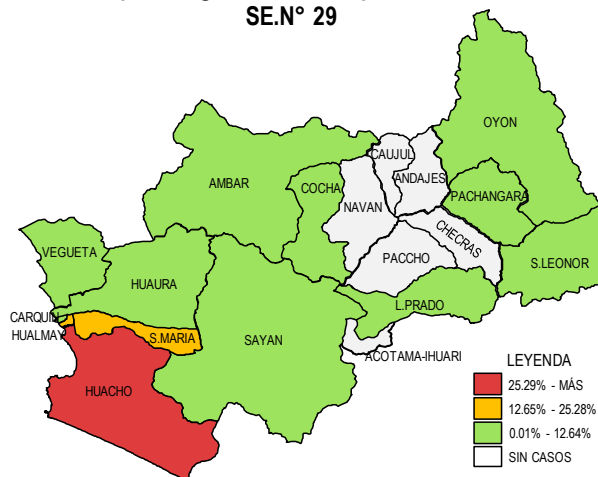 SE.N° 29
OYON
CAUJUL
ANDAJES
AMBAR
COCHA
PACHANGARA
NAVAN
CHECRAS
VEGUETA
PACCHO
S.LEONOR
HUAURA
L.PRADO
CARQUIN
HUALMAY
S.MARIA
SAYAN
ACOTAMA-IHUARI
HUACHO
LEYENDA
25.29% - MÁS
12.65% - 25.28%
0.01% - 12.64%
SIN CASOS